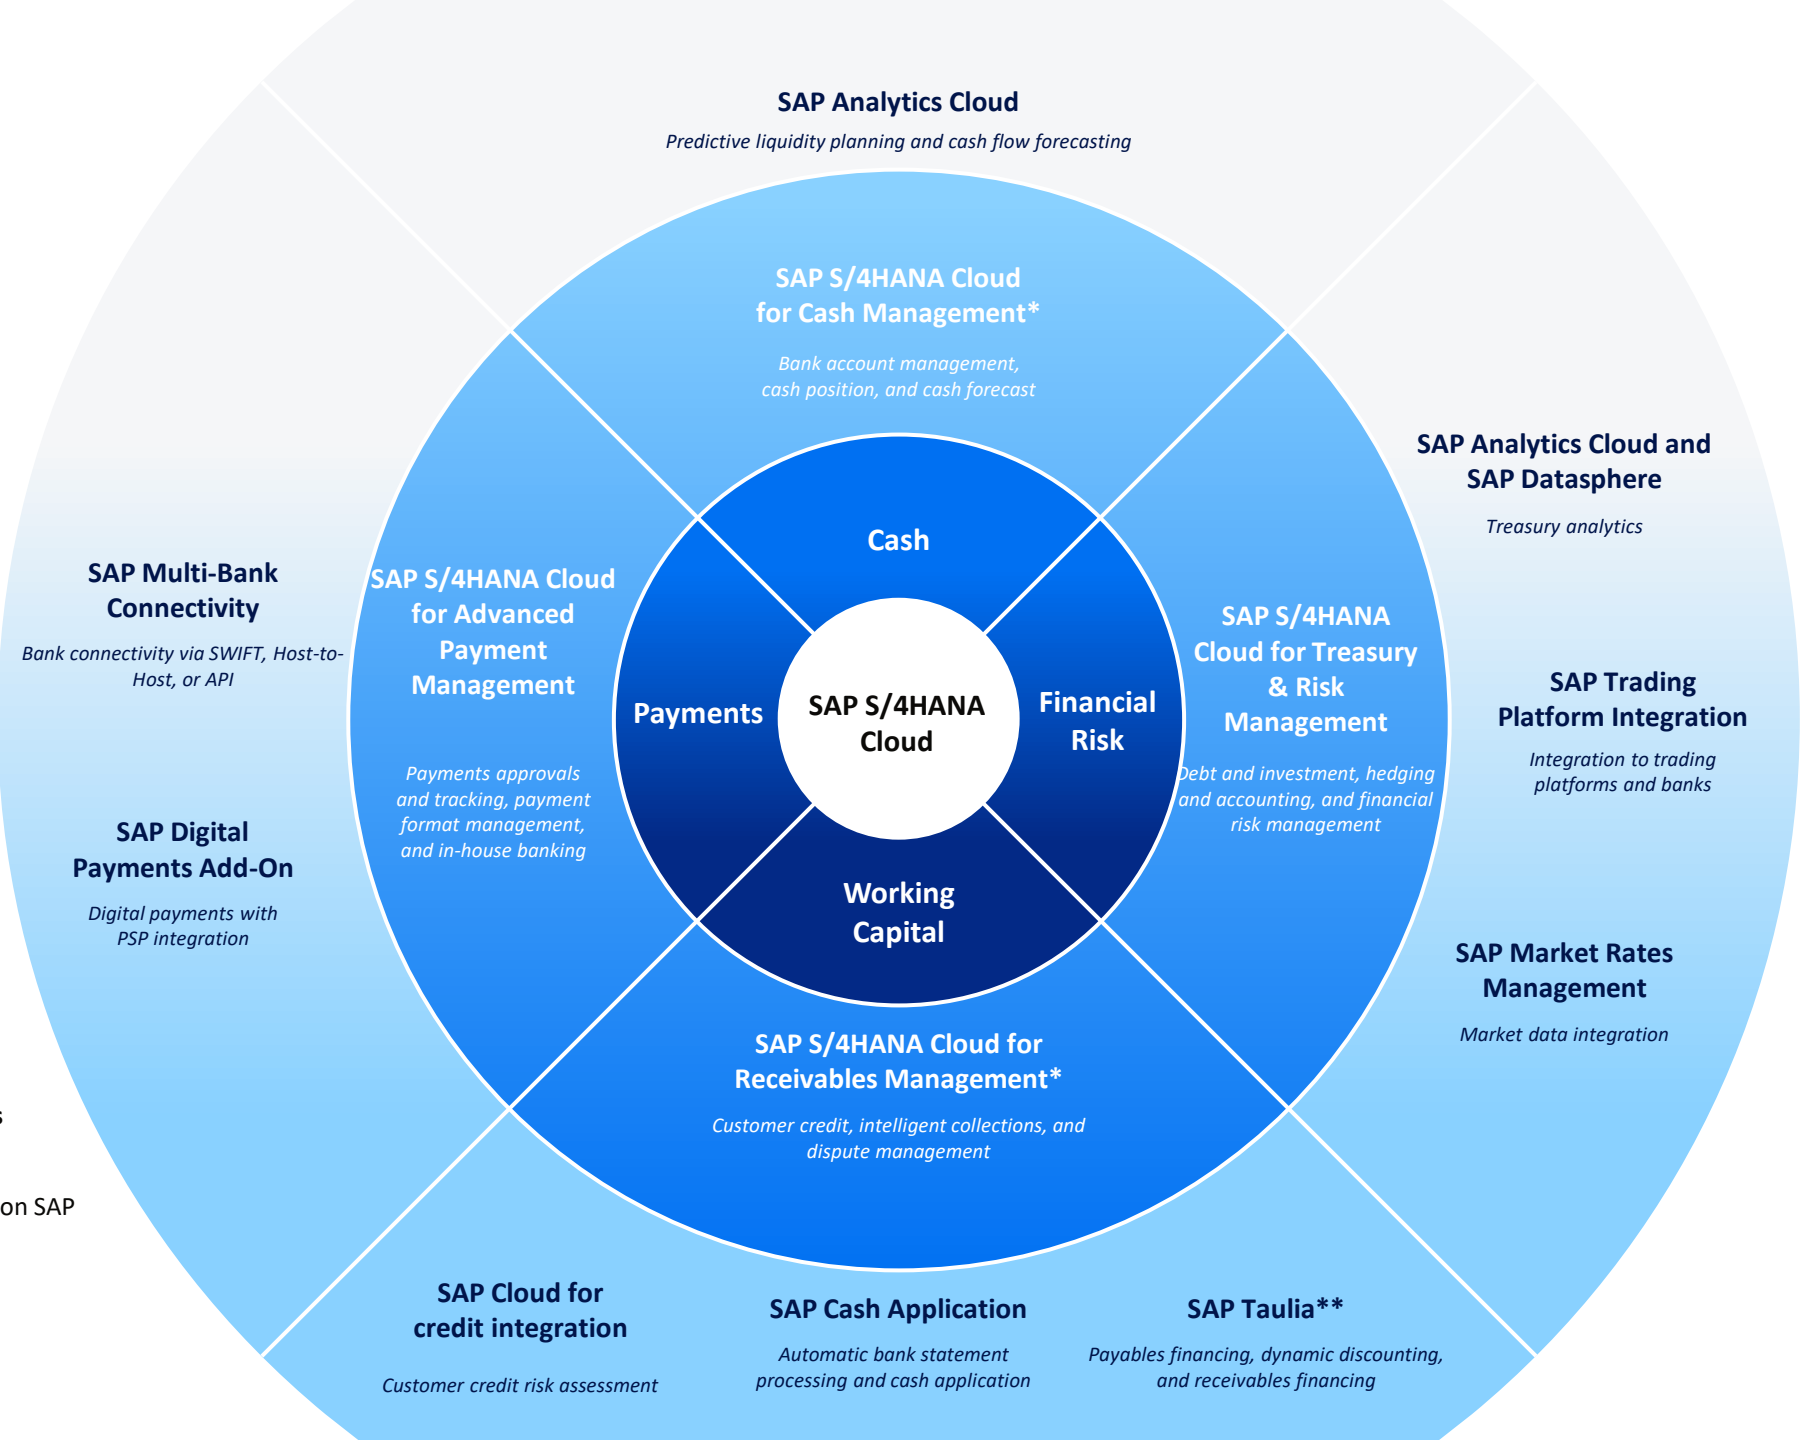 SAP Analytics Cloud
Predictive liquidity planning and cash flow forecasting
SAP S/4HANA Cloud
for Cash Management*
Bank account management,
cash position, and cash forecast
Cash
SAP Analytics Cloud and
SAP Datasphere
Treasury analytics
SAP Multi-Bank
Connectivity
Bank connectivity via SWIFT, Host-to-
Host, or API
SAP Digital
Payments Add-On
Digital payments with
PSP integration
SAP S/4HANA Cloud
for Advanced
Payment
Management
Payments approvals
and tracking, payment
format management,
and in-house banking
Payments
SAP S/4HANA
Cloud
Financial
Risk
SAP S/4HANA
Cloud for Treasury
& Risk
Management
Debt and investment, hedging
and accounting, and financial
risk management
SAP Trading
Platform Integration
Integration to trading
platforms and banks
SAP Market Rates
Management
Market data integration
Working
Capital
SAP S/4HANA Cloud for
Receivables Management*
Customer credit, intelligent collections, and
dispute management
s
on SAP
SAP Cloud for
credit integration
Customer credit risk assessment
SAP Cash Application
Automatic bank statement
processing and cash application
SAP Taulia**
Payables financing, dynamic discounting,
and receivables financing